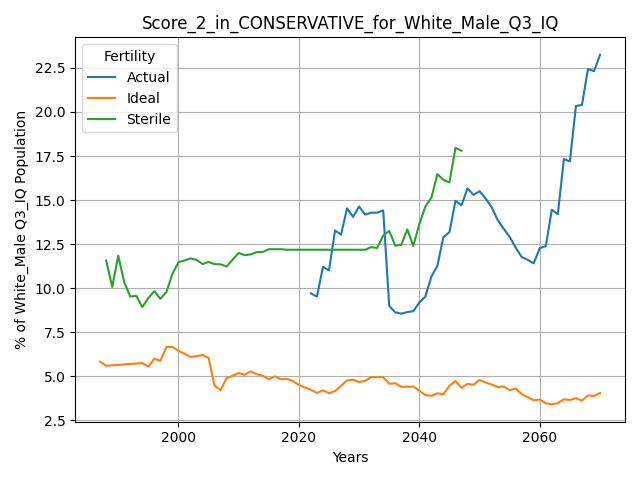 Score_2_in_CONSERVATIVE_for_White_Male_Q3_IQ
Fertility
Actual
Ideal
Sterile
% of White_Male Q3_IQ Population
22.5
20.0
17.5
15.0
12.5
10.0
7.5
5.0
2.5
2000 2020 2040 2060
Years